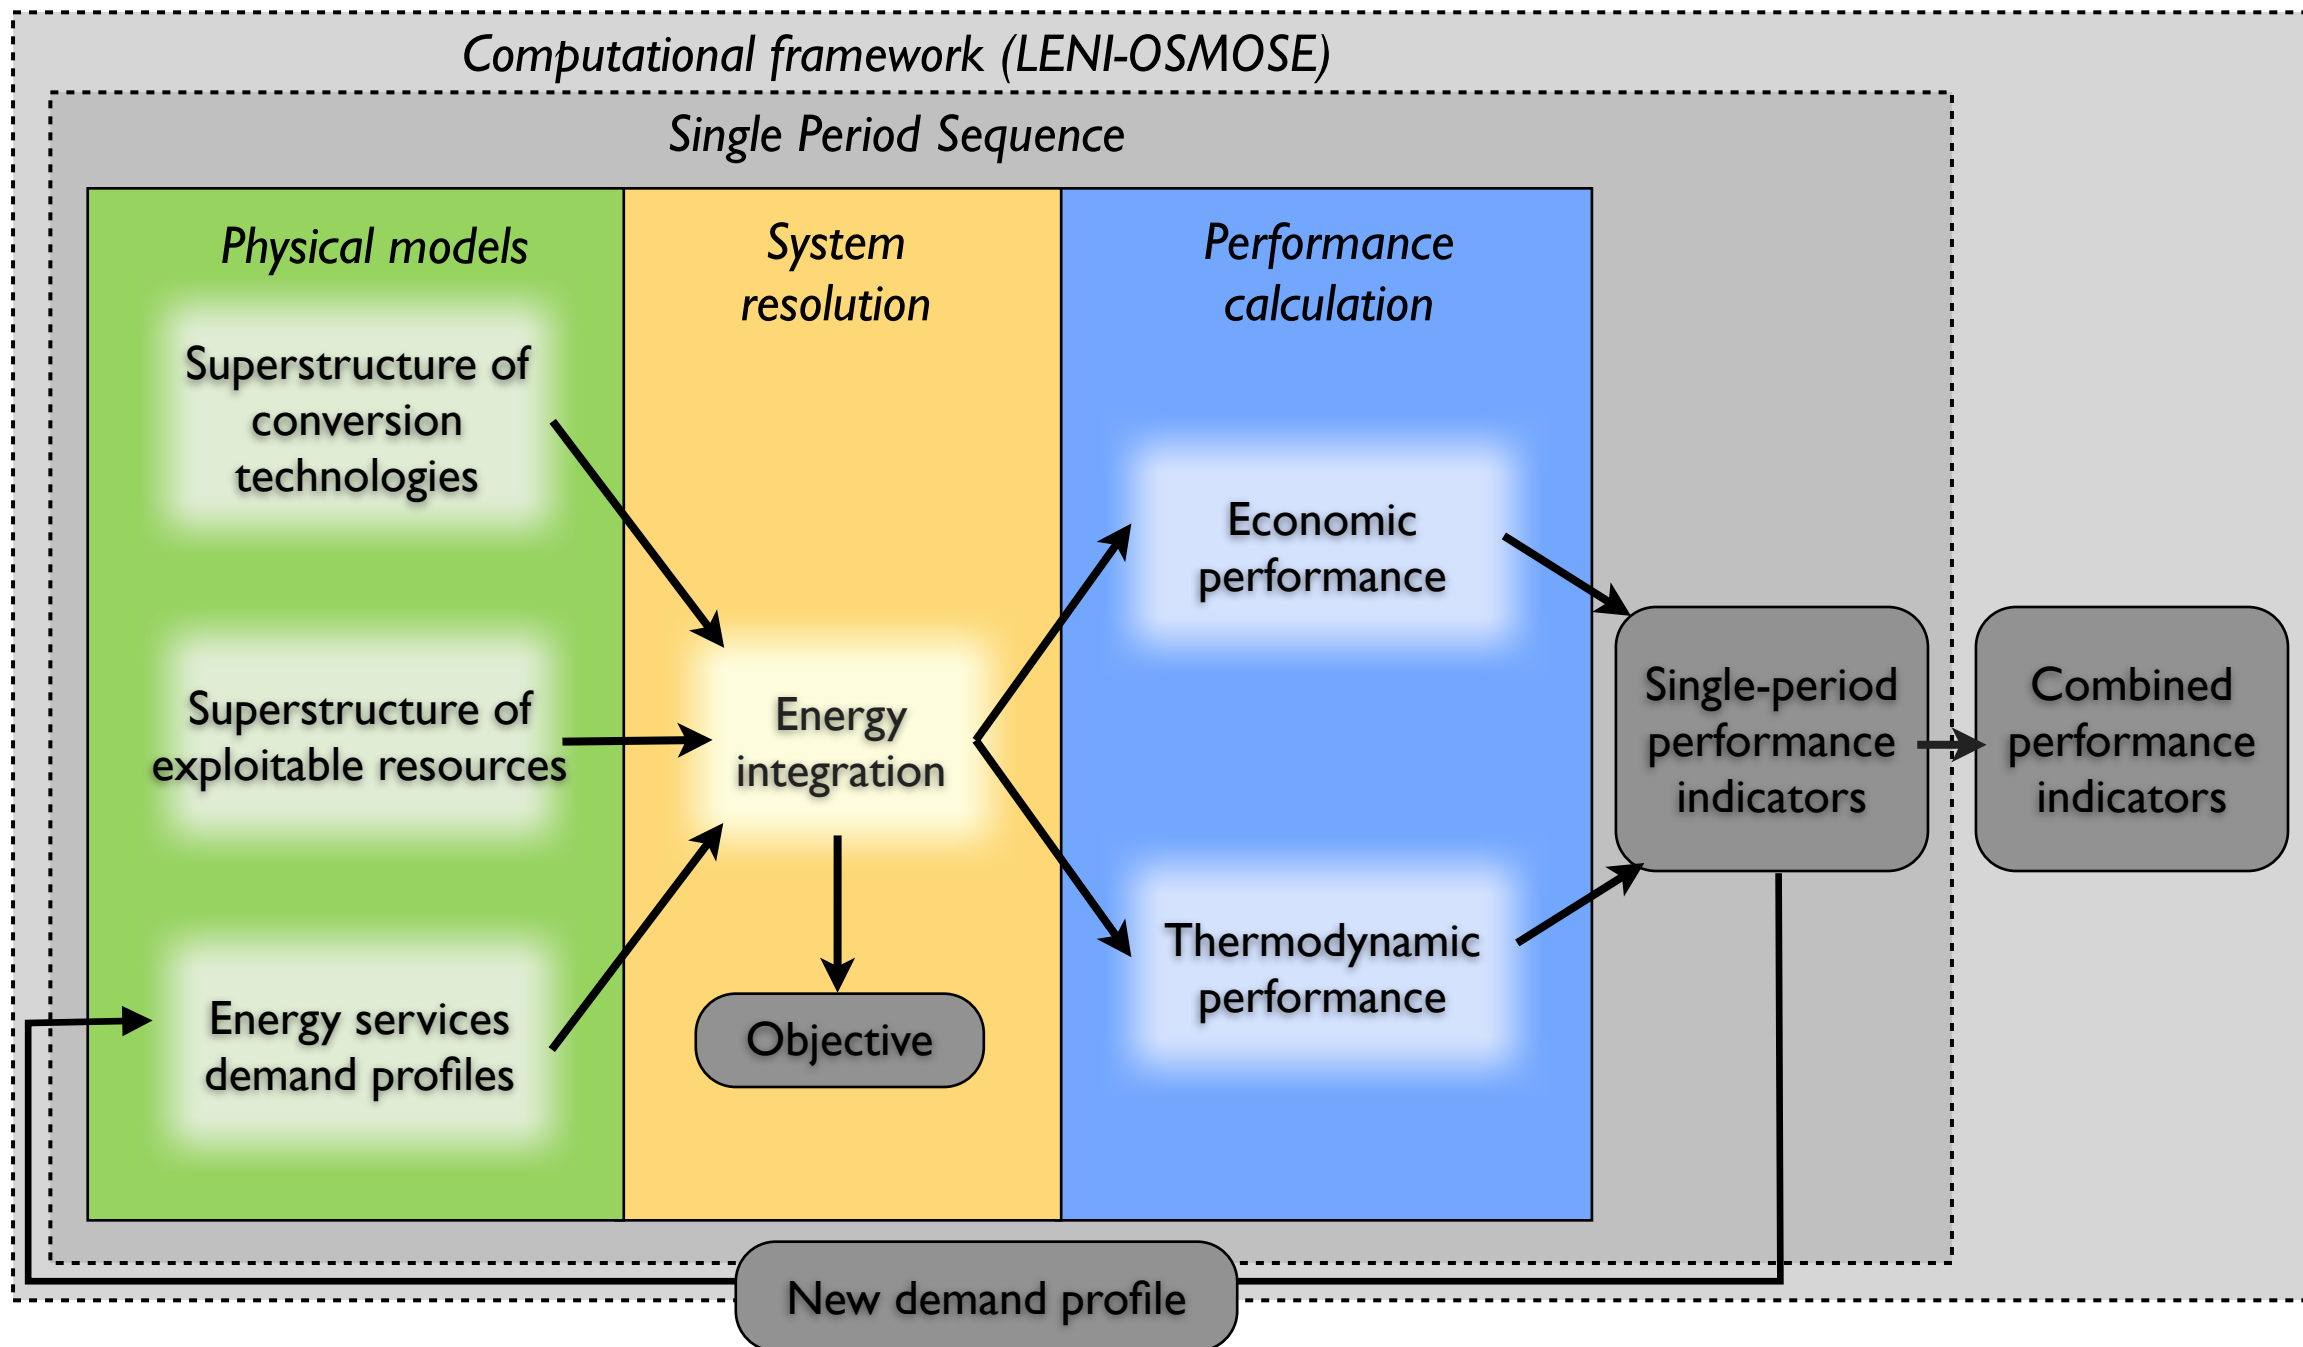 Computational framework (LENI-OSMOSE)
Single Period Sequence
Physical models
System
resolution
Performance
calculation
Superstructure of
conversion
technologies
Superstructure of
exploitable resources
Energy services
demand profiles
Energy
integration
Objective
Economic
performance
Thermodynamic
performance
Single-period
performance
indicators
Combined
performance
indicators
New demand profile